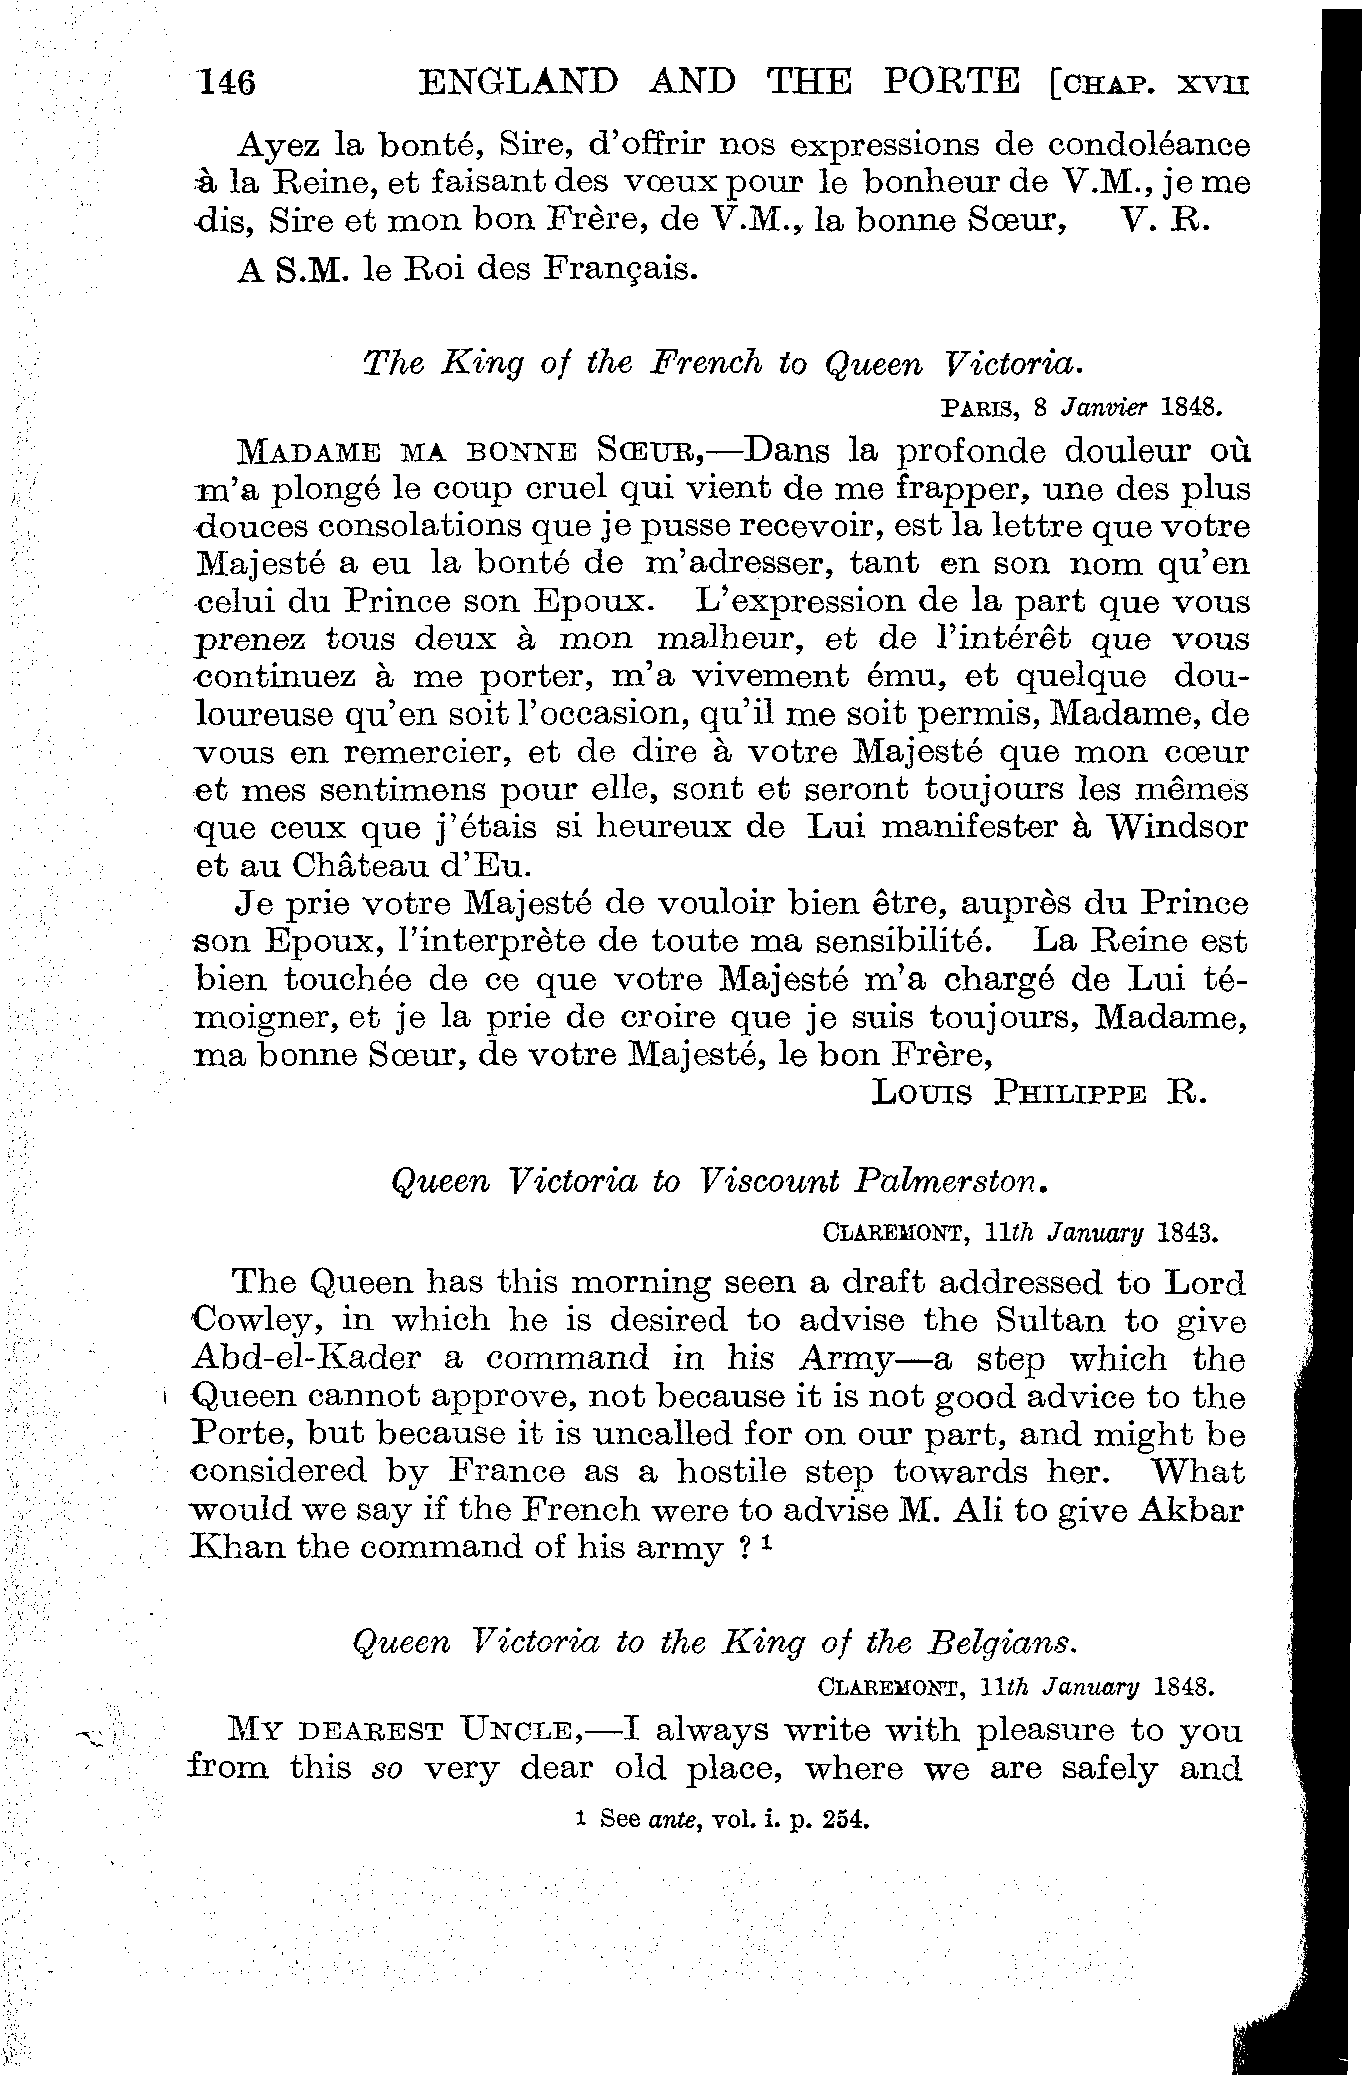 146 ENGLAND AND THE PORTE [CHAP. XVII
Ayez la bonté, Sire, d'offrir nos expressions de condoléance
à la Reine, et faisant des vœux pour le bonheur de V.M., je me
dis, Sire et mon bon Frère, de V.M., la bonne Sœur, V. R.
A S.M. le Roi des Français.
The King of the French to Queen Victoria.
PARIS, 8 Janvier 1848.
MADAME MA BONNE SŒUR,—Dans la profonde douleur où
m'a plongé le coup cruel qui vient de me frapper, une des plus
douces consolations que je pusse recevoir, est la lettre que votre
Majesté a eu la bonté de m'adresser, tant en son nom qu'en
celui du Prince son Epoux. L'expression de la part que vous
prenez tous deux à mon malheur, et de l'intérêt que vous
continuez à me porter, m'a vivement ému, et quelque dou-
loureuse qu'en soit l'occasion, qu'il me soit permis, Madame, de
vous en remercier, et de dire à votre Majesté que mon cœur
et mes sentimens pour elle, sont et seront toujours les mêmes
que ceux que j'étais si heureux de Lui manifester à Windsor
et au Château d'Eu.
Je prie votre Majesté de vouloir bien être, auprès du Prince
son Epoux, l'interprète de toute ma sensibilité. La Reine est
bien touchée de ce que votre Majesté m'a chargé de Lui té-
moigner, et je la prie de croire que je suis toujours, Madame,
ma bonne Sœur, de votre Majesté, le bon Frère,
LOUIS PHILIPPE R.
Queen Victoria to Viscount Palmerston.
CLAREMONT, 11th January 1843.
The Queen has this morning seen a draft addressed to Lord
Cowley, in which he is desired to advise the Sultan to give
Abd-el-Kader a command in his Army—a step which the
Queen cannot approve, not because it is not good advice to the
Porte, but because it is uncalled for on our part, and might be
considered by France as a hostile step towards her. What
would we say if the French were to advise M. Ali to give Akbar
Khan the command of his army ? 1
Queen Victoria to the King of the Belgians.
CLAREMONT, 11th January 1848.
MY DEAREST UNCLE,—I always write with pleasure to you
from this so very dear old place, where we are safely and
1 See ante, vol. i. p. 254.